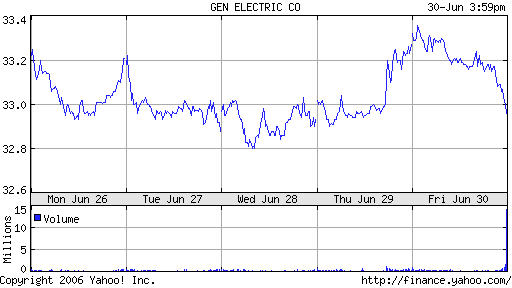 GEN ELECTRIC CO 30-Jun 3:59pm
33.4
33.2
33.0
32.8
32.6
Mon Jun 26 Tue Jun 27 Wed Jun 28 Thu Jun 29 Fri Jun 30
15
10
5
0
Millions
Volume
Copyright 2006 Yahoo! Inc. http://finance.yahoo.com/